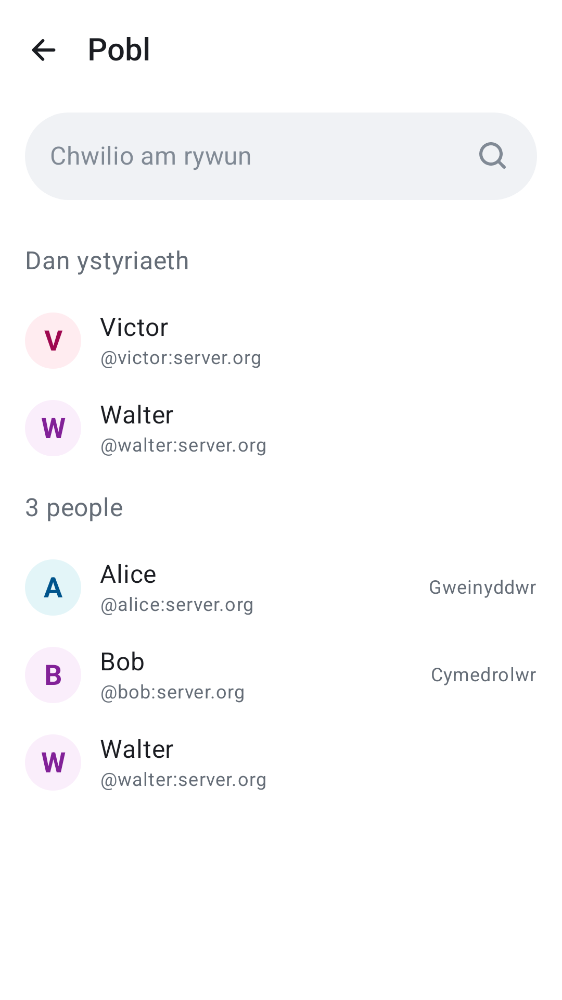 Pobl
Chwilio am rywun
Dan ystyriaeth
V
Victor
@victor:server.org
W
Walter
@walter:server.org
3 people
A
Alice
@alice:server.org
Gweinyddwr
B
Bob
@bob:server.org
Cymedrolwr
W
Walter
@walter:server.org